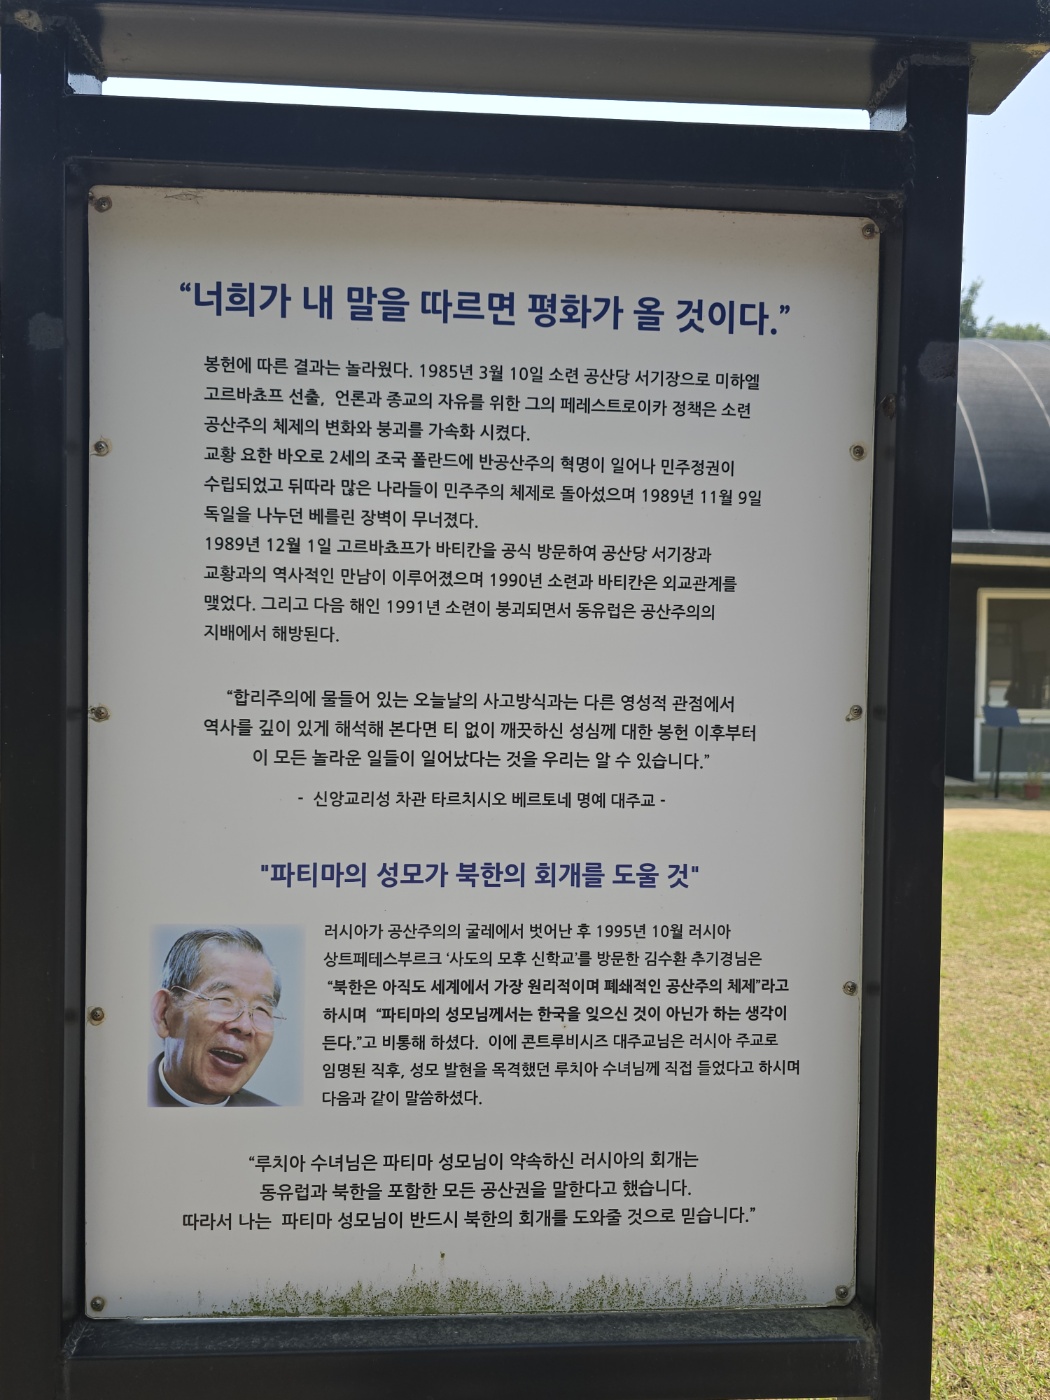 “너희가 내 말을 따르면 평화가 올 것이다.”
봉헌에 따른 결과는 놀라웠다. 1985년 3월 10일 소련 공산당 서기장으로 미하엘
고르바쵸프 선출, 언론과 종교의 자유를 위한 그의 페레스트로이카 정책은 소련
공산주의 체제의 변화와 붕괴를 가속화 시켰다.
교황 요한 바오로 2세의 조국 폴란드에 반공산주의 혁명이 일어나 민주정권이
수립되었고 뒤따라 많은 나라들이 민주주의 체제로 돌아섰으며 1989년 11월 9일
독일을 나누던 베를린 장벽이 무너졌다.
1989년 12월 1일 고르바쵸프가 바티칸을 공식 방문하여 공산당 서기장과
교황과의 역사적인 만남이 이루어졌으며 1990년 소련과 바티칸은 외교관계를
맺었다. 그리고 다음 해인 1991년 소련이 붕괴되면서 동유럽은 공산주의의
지배에서 해방된다.
“합리주의에 물들어 있는 오늘날의 사고방식과는 다른 영성적 관점에서
역사를 깊이 있게 해석해 본다면 티 없이 깨끗하신 성심께 대한 봉헌 이후부터
이 모든 놀라운 일들이 일어났다는 것을 우리는 알 수 있습니다.”
- 신앙교리성 차관 타르치시오 베르토네 명예 대주교 -
"파티마의 성모가 북한의 회개를 도울 것"
러시아가 공산주의의 굴레에서 벗어난 후 1995년 10월 러시아
상트페테스부르크 ‘사도의 모후 신학교’를 방문한 김수환 추기경님은
“북한은 아직도 세계에서 가장 원리적이며 폐쇄적인 공산주의 체제”라고
하시며 “파티마의 성모님께서는 한국을 잊으신 것이 아닌가 하는 생각이
든다.”고 비통해 하셨다. 이에 콘트루비시즈 대주교님은 러시아 주교로
임명된 직후, 성모 발현을 목격했던 루치아 수녀님께 직접 들었다고 하시며
다음과 같이 말씀하셨다.
“루치아 수녀님은 파티마 성모님이 약속하신 러시아의 회개는
동유럽과 북한을 포함한 모든 공산권을 말한다고 했습니다.
따라서 나는 파티마 성모님이 반드시 북한의 회개를 도와줄 것으로 믿습니다.”